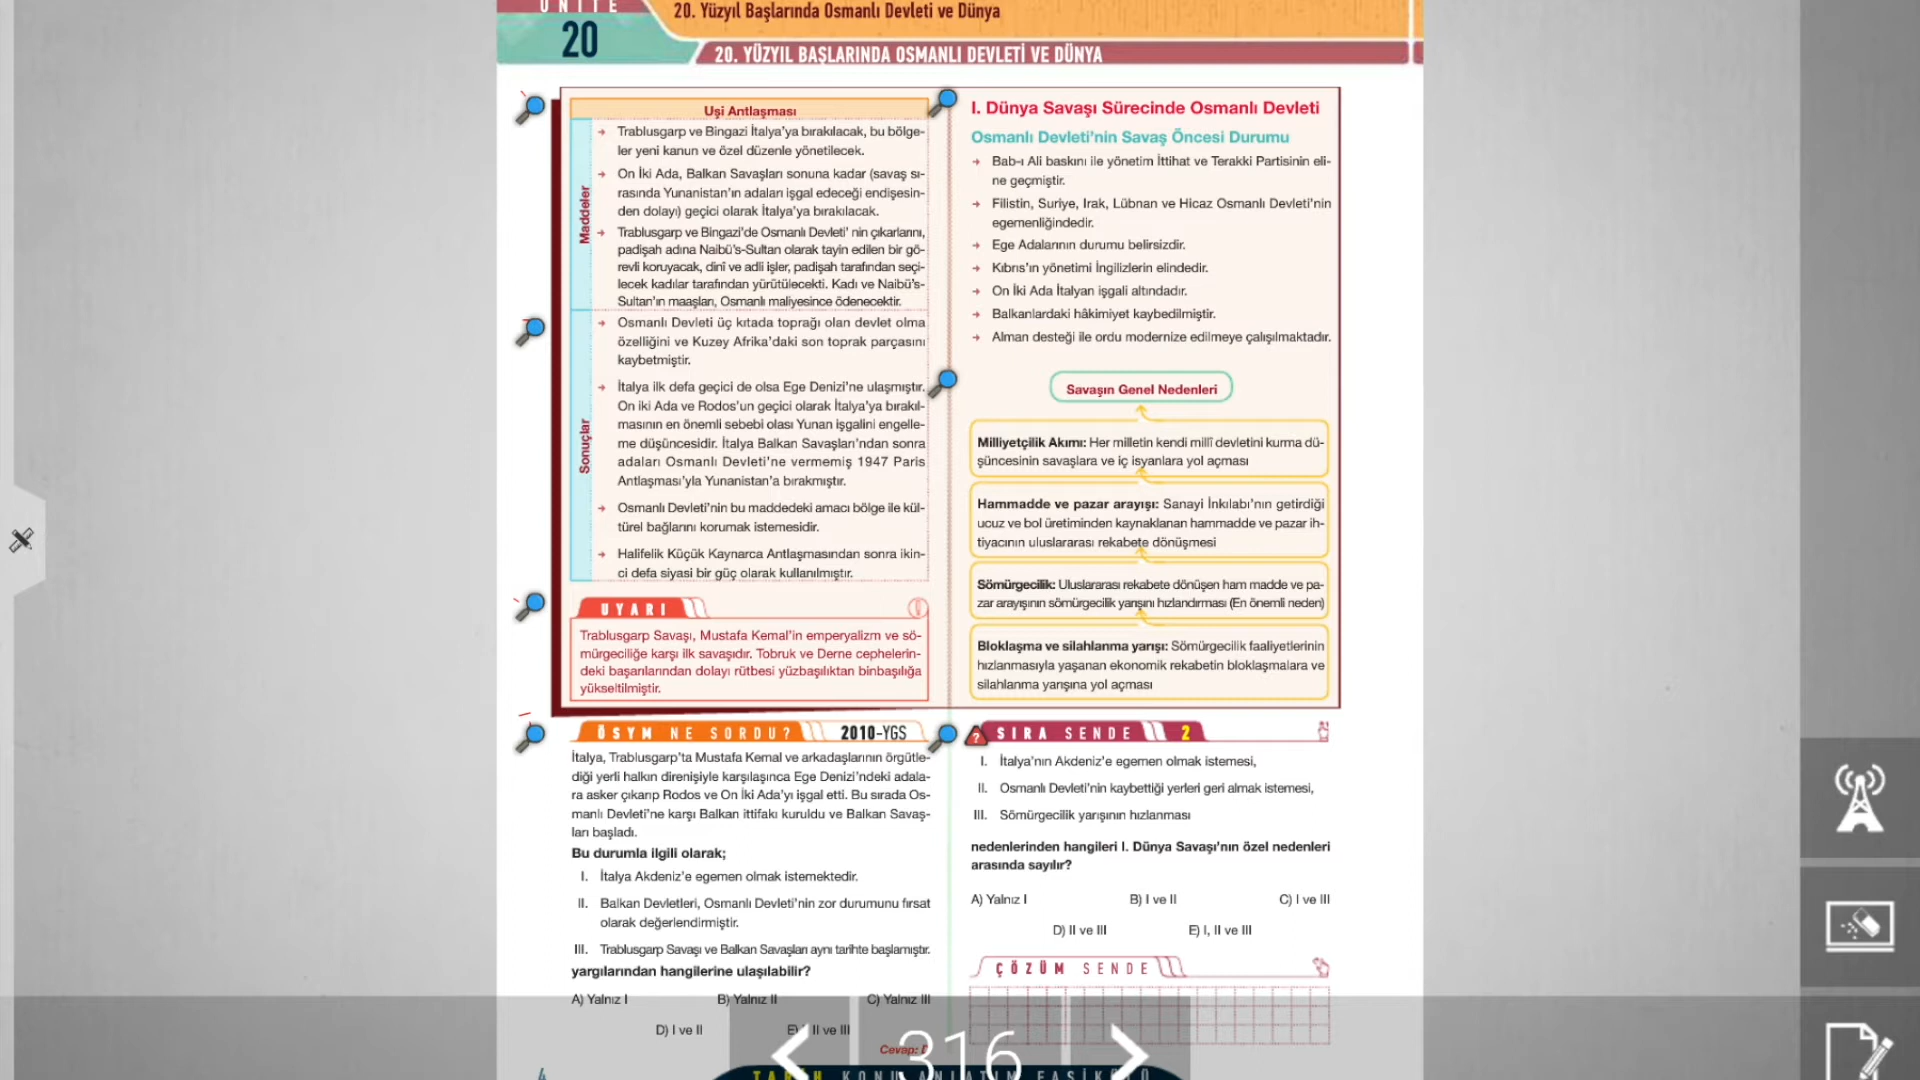 ÜNİTE
20
20. Yüzyıl Başlarında Osmanlı Devleti ve Dünya
20. YÜZYIL BAŞLARINDA OSMANLI DEVLETİ VE DÜNYA
Uşi Antlaşması
Maddeler
Trablusgarp ve Bingazi İtalya'ya bırakılacak, bu bölge-
ler yeni kanun ve özel düzenle yönetilecek.
On İki Ada, Balkan Savaşları sonuna kadar (savaş sı-
rasında Yunanistan'ın adaları işgal edeceği endişesin-
den dolayı) geçici olarak İtalya'ya bırakılacak.
Trablusgarp ve Bingazi'de Osmanlı Devleti' nin çıkarlarını,
padişah adına Naibü's-Sultan olarak tayin edilen bir gö-
revli koruyacak, dinî ve adli işler, padişah tarafından seçi-
lecek kadılar tarafından yürütülecekti. Kadı ve Naibü's-
Sultan'ın maaşları, Osmanlı maliyesince ödenecektir.
Sonuçlar
Osmanlı Devleti üç kıtada toprağı olan devlet olma
özelliğini ve Kuzey Afrika'daki son toprak parçasını
kaybetmiştir.
İtalya ilk defa geçici de olsa Ege Denizi'ne ulaşmıştır.
On iki Ada ve Rodos'un geçici olarak İtalya'ya bırakıl-
masının en önemli sebebi olası Yunan işgalini engelle-
me düşüncesidir. İtalya Balkan Savaşları'ndan sonra
adaları Osmanlı Devleti'ne vermemiş 1947 Paris
Antlaşması'yla Yunanistan'a bırakmıştır.
Osmanlı Devleti'nin bu maddedeki amacı bölge ile kül-
türel bağlarını korumak istemesidir.
Halifelik Küçük Kaynarca Antlaşmasından sonra ikin-
ci defa siyasi bir güç olarak kullanılmıştır.
UYARI
Trablusgarp Savaşı, Mustafa Kemal'in emperyalizm ve sö-
mürgeciliğe karşı ilk savaşıdır. Tobruk ve Derne cephelerin-
deki başarılarından dolayı rütbesi yüzbaşılıktan binbaşılığa
yükseltilmiştir.
ÖSYM NE SORDU? 2010-YGS
İtalya, Trablusgarp'ta Mustafa Kemal ve arkadaşlarının örgütle-
diği yerli halkın direnişiyle karşılaşınca Ege Denizi'ndeki adala-
ra asker çıkarıp Rodos ve On İki Ada'yı işgal etti. Bu sırada Os-
manlı Devleti'ne karşı Balkan ittifakı kuruldu ve Balkan Savaş-
ları başladı.
Bu durumla ilgili olarak;
I. İtalya Akdeniz'e egemen olmak istemektedir.
II. Balkan Devletleri, Osmanlı Devleti'nin zor durumunu fırsat
olarak değerlendirmiştir.
III. Trablusgarp Savaşı ve Balkan Savaşları aynı tarihte başlamıştır.
yargılarından hangilerine ulaşılabilir?
A) Yalnız I B) Yalnız II C) Yalnız III
D) I ve II E) I, II ve III
Cevap: D
I. Dünya Savaşı Sürecinde Osmanlı Devleti
Osmanlı Devleti'nin Savaş Öncesi Durumu
Bab-ı Ali baskını ile yönetim İttihat ve Terakki Partisinin eli-
ne geçmiştir.
Filistin, Suriye, Irak, Lübnan ve Hicaz Osmanlı Devleti'nin
egemenliğindedir.
Ege Adalarının durumu belirsizdir.
Kıbrıs'ın yönetimi İngilizlerin elindedir.
On İki Ada İtalyan işgali altındadır.
Balkanlardaki hâkimiyet kaybedilmiştir.
Alman desteği ile ordu modernize edilmeye çalışılmaktadır.
Savaşın Genel Nedenleri
Milliyetçilik Akımı: Her milletin kendi millî devletini kurma dü-
şüncesinin savaşlara ve iç isyanlara yol açması
Hammadde ve pazar arayışı: Sanayi İnkılabı'nın getirdiği
ucuz ve bol üretiminden kaynaklanan hammadde ve pazar ih-
tiyacının uluslararası rekabete dönüşmesi
Sömürgecilik: Uluslararası rekabete dönüşen ham madde ve pa-
zar arayışının sömürgecilik yarışını hızlandırması (En önemli neden)
Bloklaşma ve silahlanma yarışı: Sömürgecilik faaliyetlerinin
hızlanmasıyla yaşanan ekonomik rekabetin bloklaşmalara ve
silahlanma yarışına yol açması
SIRA SENDE 2
I. İtalya'nın Akdeniz'e egemen olmak istemesi,
II. Osmanlı Devleti'nin kaybettiği yerleri geri almak istemesi,
III. Sömürgecilik yarışının hızlanması
nedenlerinden hangileri I. Dünya Savaşı'nın özel nedenleri
arasında sayılır?
A) Yalnız I B) I ve II C) I ve III
D) II ve III E) I, II ve III
ÇÖZÜM SENDE
316
4
TARİH KONU ANLATIM FASİKÜLÜ